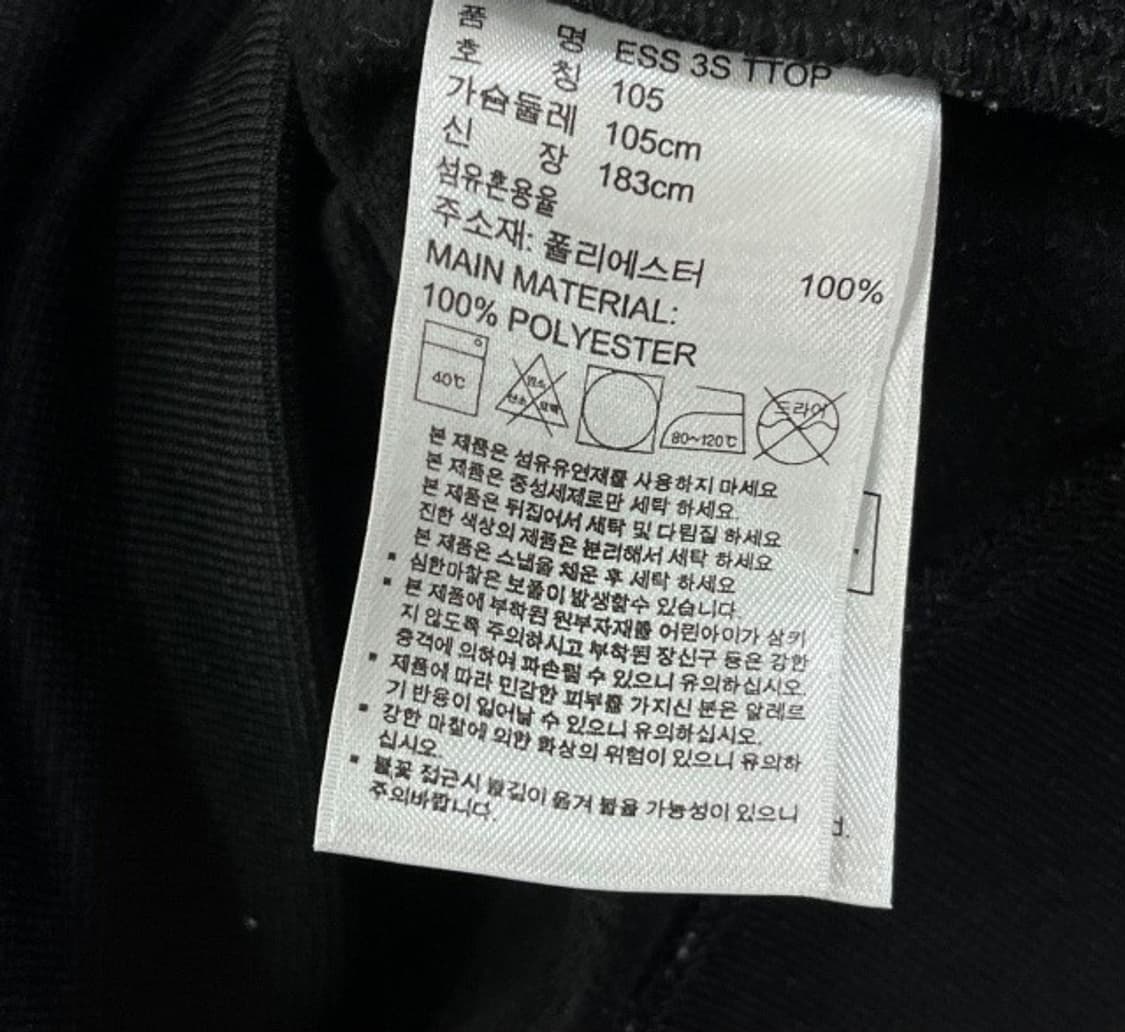 품 명 ESS 3S TTOP
호 칭 105
가슴둘레 105cm
신 장 183cm
섬유혼용율
주소재: 폴리에스터 100%
MAIN MATERIAL:
100% POLYESTER
40℃
염소
산소 표백
80~120℃
드라이
본 제품은 섬유유연제를 사용하지 마세요
본 제품은 중성세제로만 세탁 하세요.
본 제품은 뒤집어서 세탁 및 다림질 하세요
진한 색상의 제품은 분리해서 세탁 하세요
본 제품은 스냅을 채운 후 세탁 하세요
▪ 심한마찰은 보풀이 발생할수 있습니다.
▪ 본 제품에 부착된 원부자재를 어린아이가 삼키
지 않도록 주의하시고 부착된 장신구 등은 강한
충격에 의하여 파손될 수 있으니 유의하십시오.
▪ 제품에 따라 민감한 피부를 가지신 분은 알레르
기 반응이 일어날 수 있으니 유의하십시오.
▪ 강한 마찰에 의한 화상의 위험이 있으니 유의하
십시오.
▪ 불꽃 접근시 불길이 옮겨 붙을 가능성이 있으니
주의바랍니다.